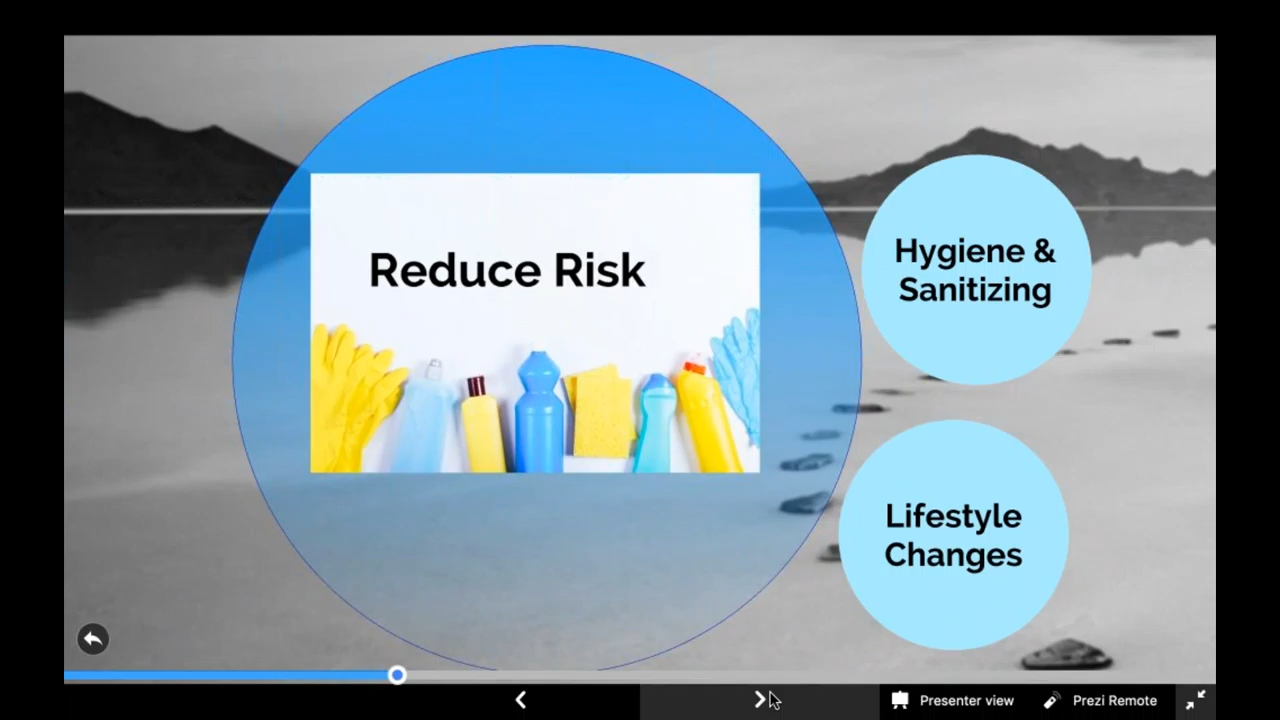 Reduce Risk
Hygiene &
Sanitizing
Lifestyle
Changes
Presenter view
Prezi Remote